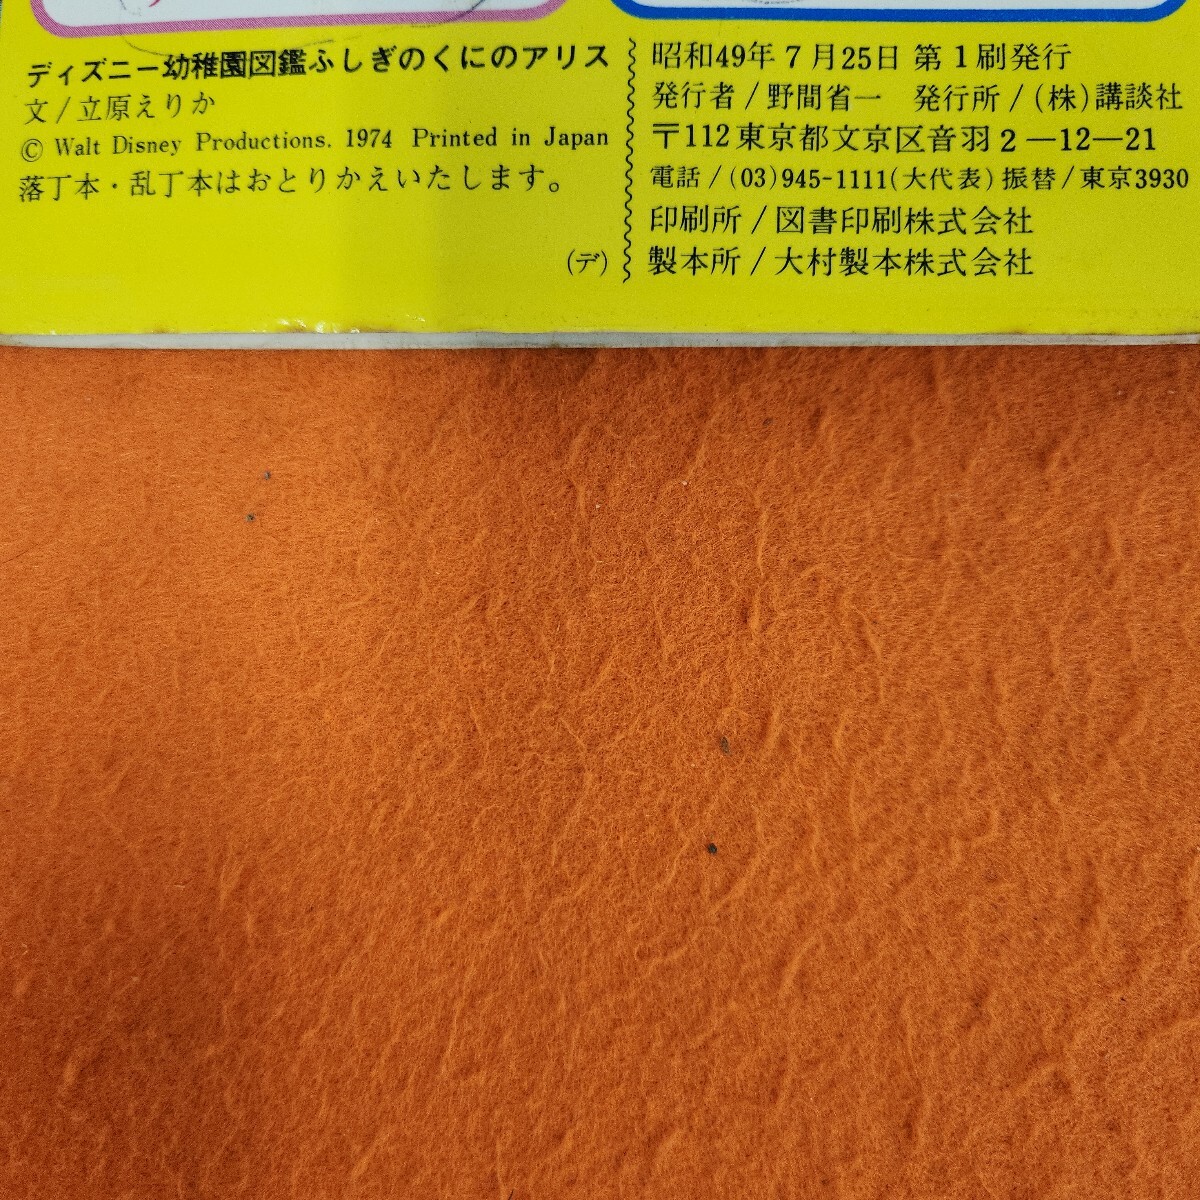 ディズニー幼稚園図鑑ふしぎのくにのアリス
文/立原えりか
© Walt Disney Productions. 1974 Printed in Japan
落丁本・乱丁本はおとりかえいたします。
(デ)
昭和49年7月25日 第1刷発行
発行者/野間省一 発行所/(株)講談社
〒112東京都文京区音羽2―12―21
電話/(03)945-1111(大代表) 振替/東京3930
印刷所/図書印刷株式会社
製本所/大村製本株式会社